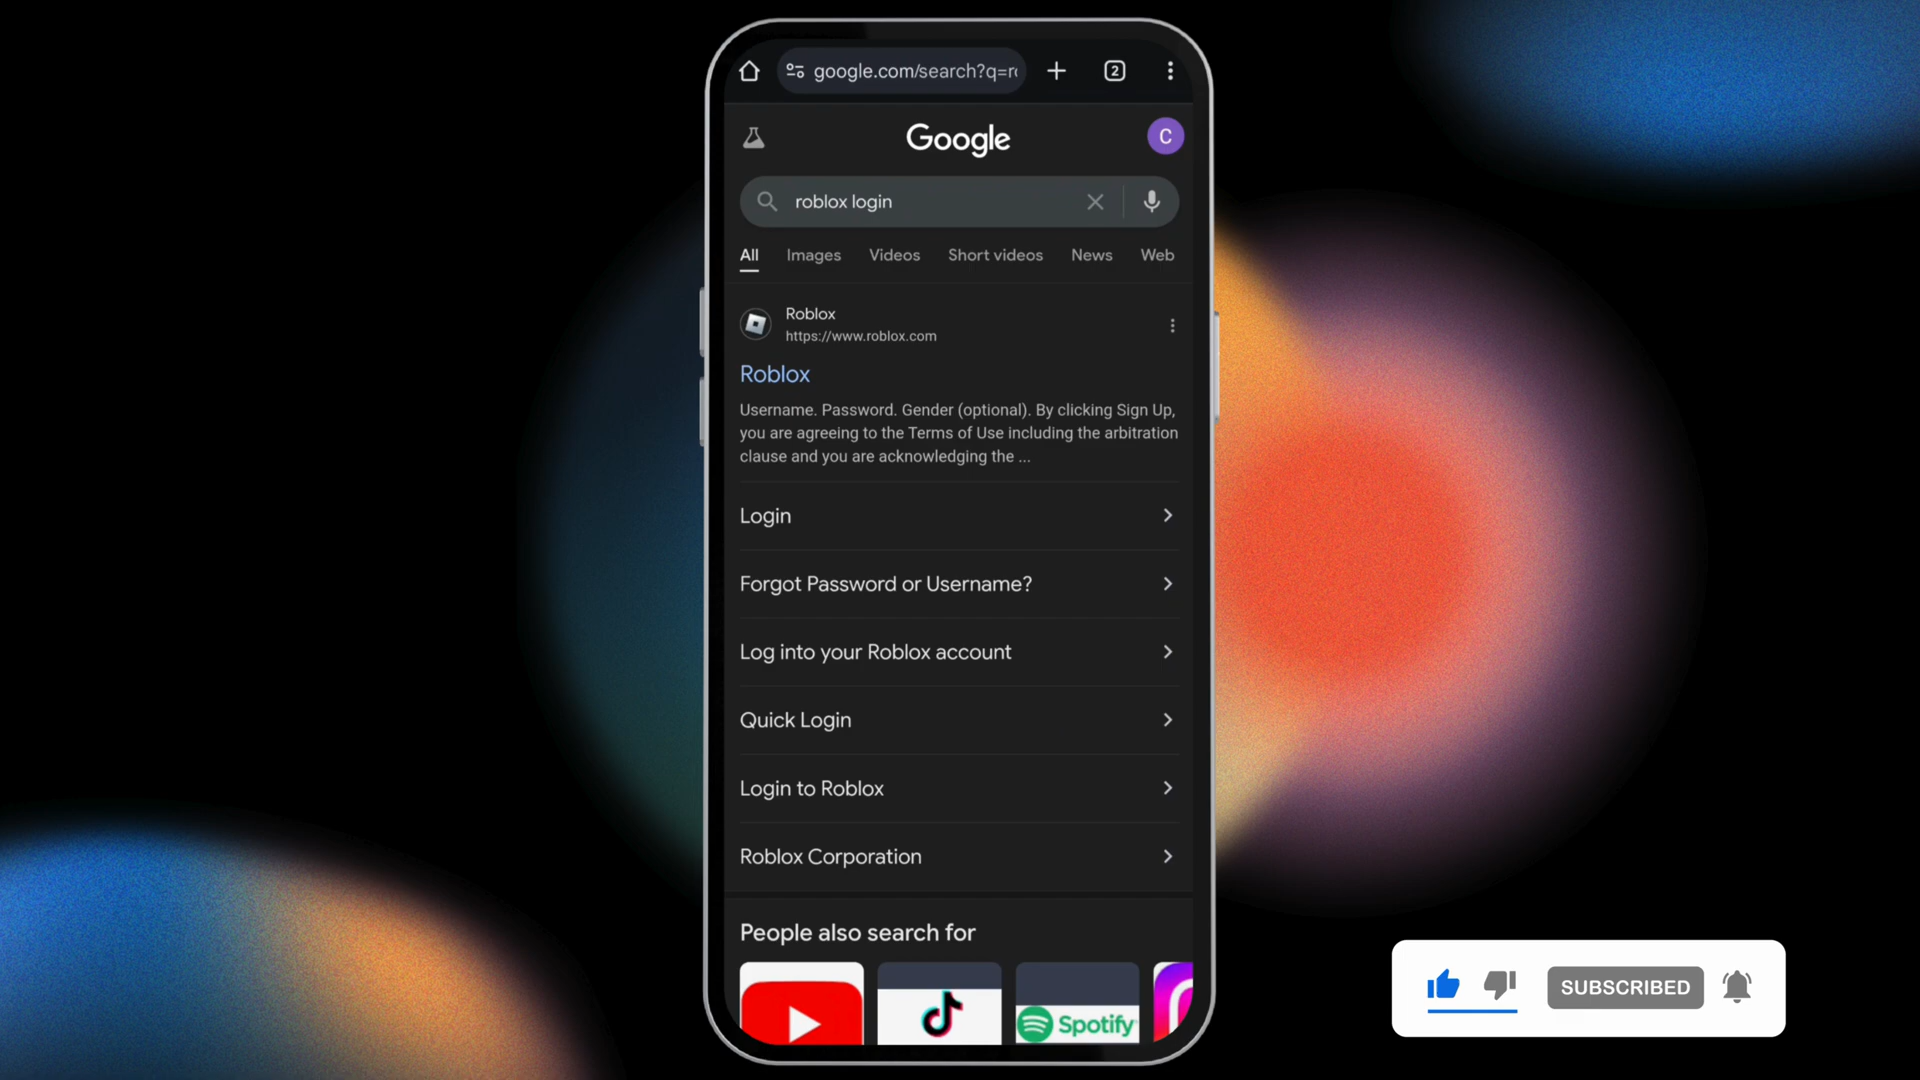 google.com/search?q=r
2
Google
C
roblox login
All Images Videos Short videos News Web
Roblox
https://www.roblox.com
Roblox
Username. Password. Gender (optional). By clicking Sign Up,
you are agreeing to the Terms of Use including the arbitration
clause and you are acknowledging the ...
Login
Forgot Password or Username?
Log into your Roblox account
Quick Login
Login to Roblox
Roblox Corporation
People also search for
Spotify
SUBSCRIBED